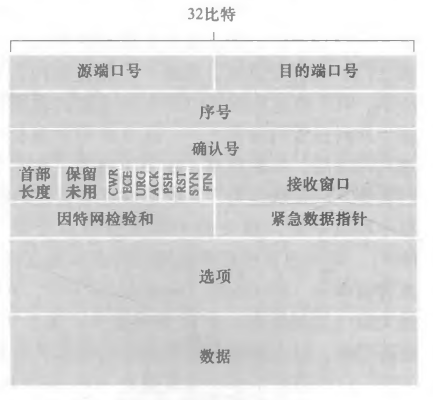 32比特
源端口号 目的端口号
序号
确认号
首部长度 保留未用 CWR ECE URG ACK PSH RST SYN FIN 接收窗口
因特网检验和 紧急数据指针
选项
数据